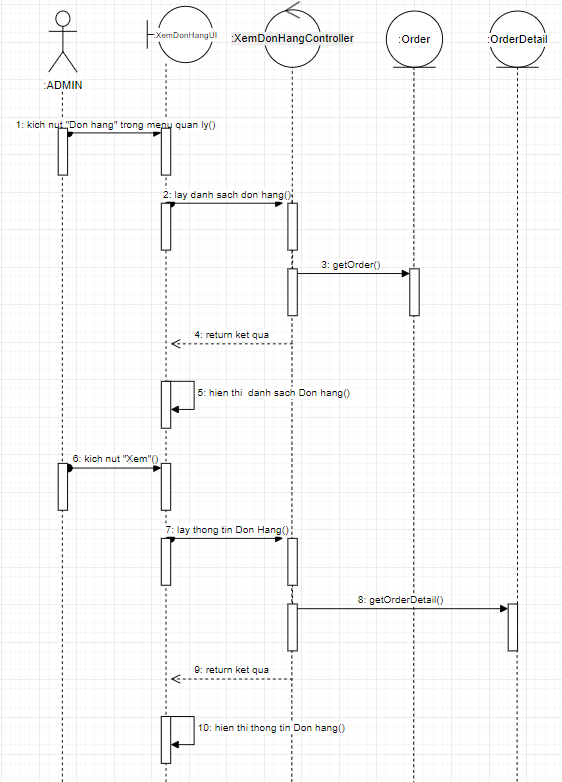 :XemDonHangUI
:XemDonHangController
:Order
:OrderDetail
:ADMIN
1: kich nut "Don hang" trong menu quan ly()
2: lay danh sach don hang()
3: getOrder()
4: return ket qua
5: hien thi danh sach Don hang()
6: kich nut "Xem"()
7: lay thong tin Don Hang()
8: getOrderDetail()
9: return ket qua
10: hien thi thong tin Don hang()